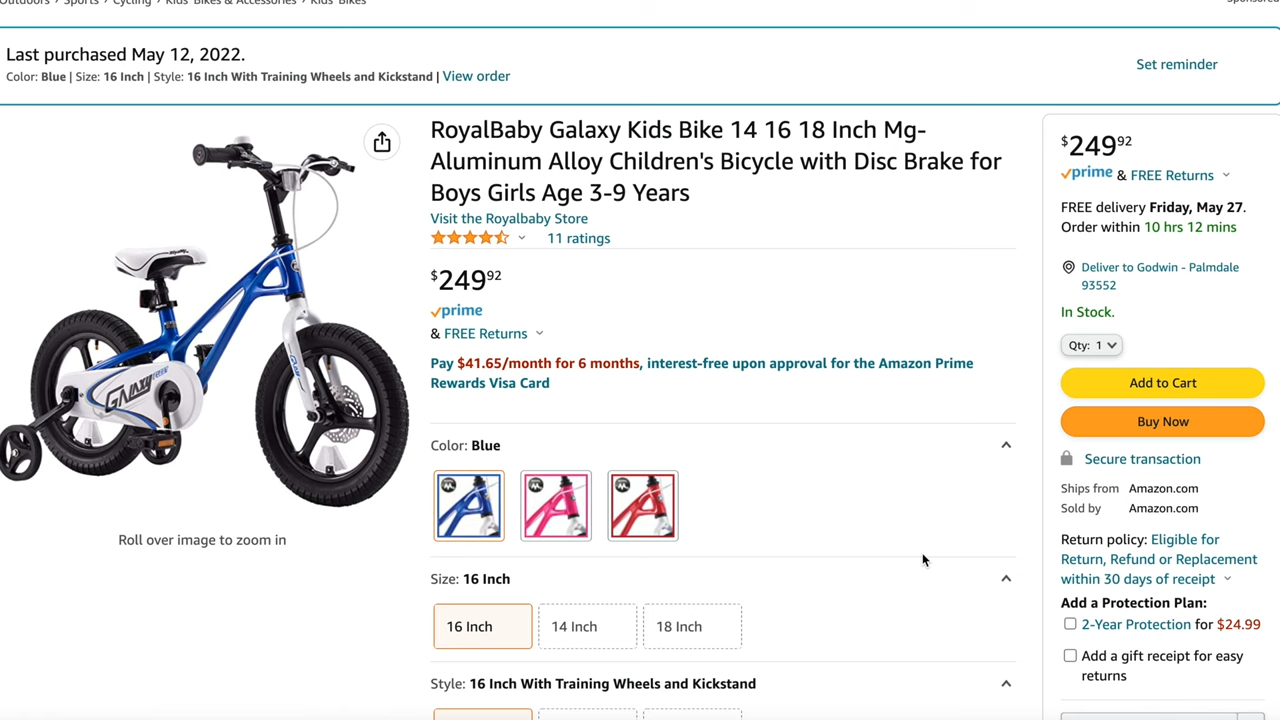 Outdoors › Sports › Cycling › Kids' Bikes & Accessories › Kids' Bikes
Sponsored
Last purchased May 12, 2022.
Color: Blue | Size: 16 Inch | Style: 16 Inch With Training Wheels and Kickstand | View order
Set reminder
RoyalBaby Galaxy Kids Bike 14 16 18 Inch Mg-
Aluminum Alloy Children's Bicycle with Disc Brake for
Boys Girls Age 3-9 Years
Visit the Royalbaby Store
11 ratings
$249.92
prime
& FREE Returns
Pay $41.65/month for 6 months, interest-free upon approval for the Amazon Prime
Rewards Visa Card
Color: Blue
Size: 16 Inch
16 Inch
14 Inch
18 Inch
Style: 16 Inch With Training Wheels and Kickstand
GALAXY
Roll over image to zoom in
$249.92
prime & FREE Returns
FREE delivery Friday, May 27.
Order within 10 hrs 12 mins
Deliver to Godwin - Palmdale
93552
In Stock.
Qty: 1
Add to Cart
Buy Now
Secure transaction
Ships from Amazon.com
Sold by Amazon.com
Return policy: Eligible for
Return, Refund or Replacement
within 30 days of receipt
Add a Protection Plan:
2-Year Protection for $24.99
Add a gift receipt for easy
returns